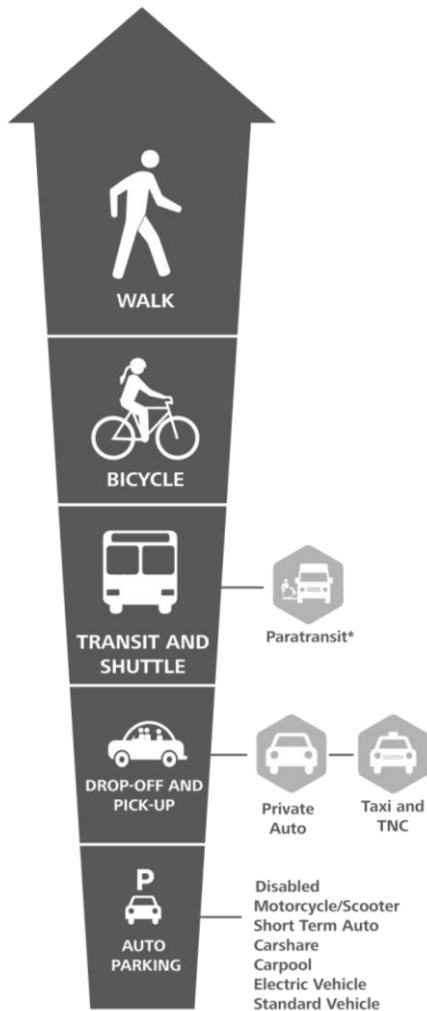 WALK
BICYCLE
TRANSIT AND
SHUTTLE
Paratransit*
DROP-OFF AND
PICK-UP
Private
Auto
Taxi and
TNC
P
AUTO
PARKING
Disabled
Motorcycle/Scooter
Short Term Auto
Carshare
Carpool
Electric Vehicle
Standard Vehicle